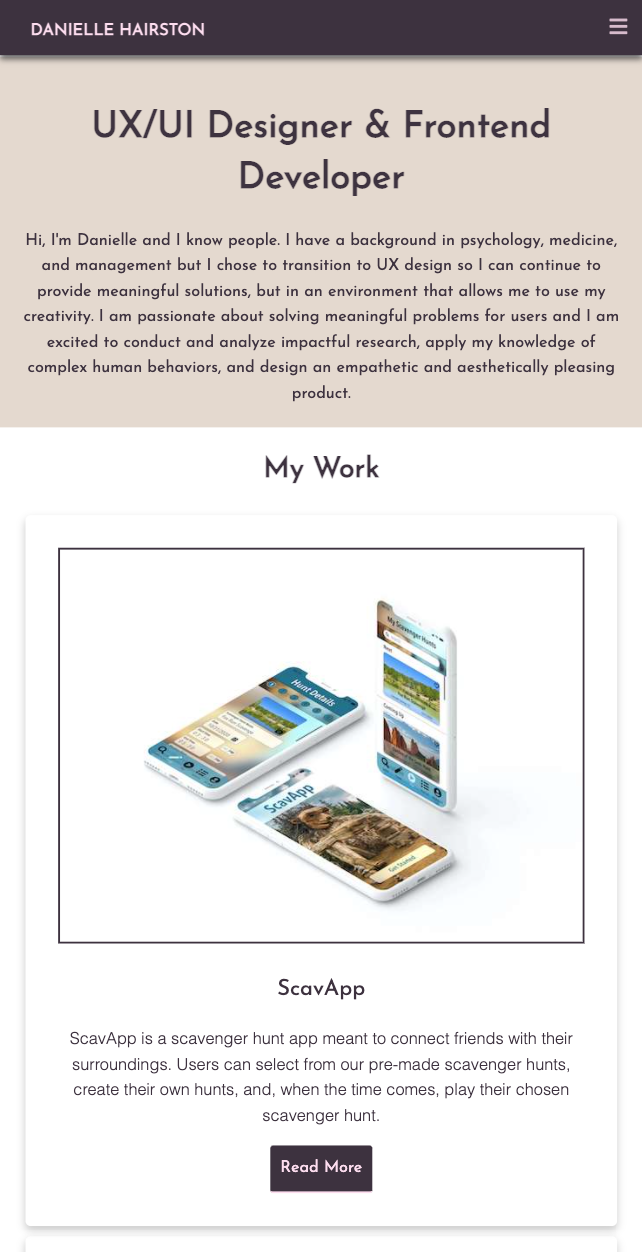 DANIELLE HAIRSTON
UX/UI Designer & Frontend
Developer
Hi, I'm Danielle and I know people. I have a background in psychology, medicine,
and management but I chose to transition to UX design so I can continue to
provide meaningful solutions, but in an environment that allows me to use my
creativity. I am passionate about solving meaningful problems for users and I am
excited to conduct and analyze impactful research, apply my knowledge of
complex human behaviors, and design an empathetic and aesthetically pleasing
product.
My Work
My Scavenger Hunts
Hunt Details
Coming Up
ScavApp
Get Started
ScavApp
ScavApp is a scavenger hunt app meant to connect friends with their
surroundings. Users can select from our pre-made scavenger hunts,
create their own hunts, and, when the time comes, play their chosen
scavenger hunt.
Read More